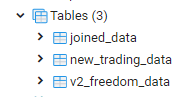 Tables (3)
joined_data
new_trading_data
v2_freedom_data